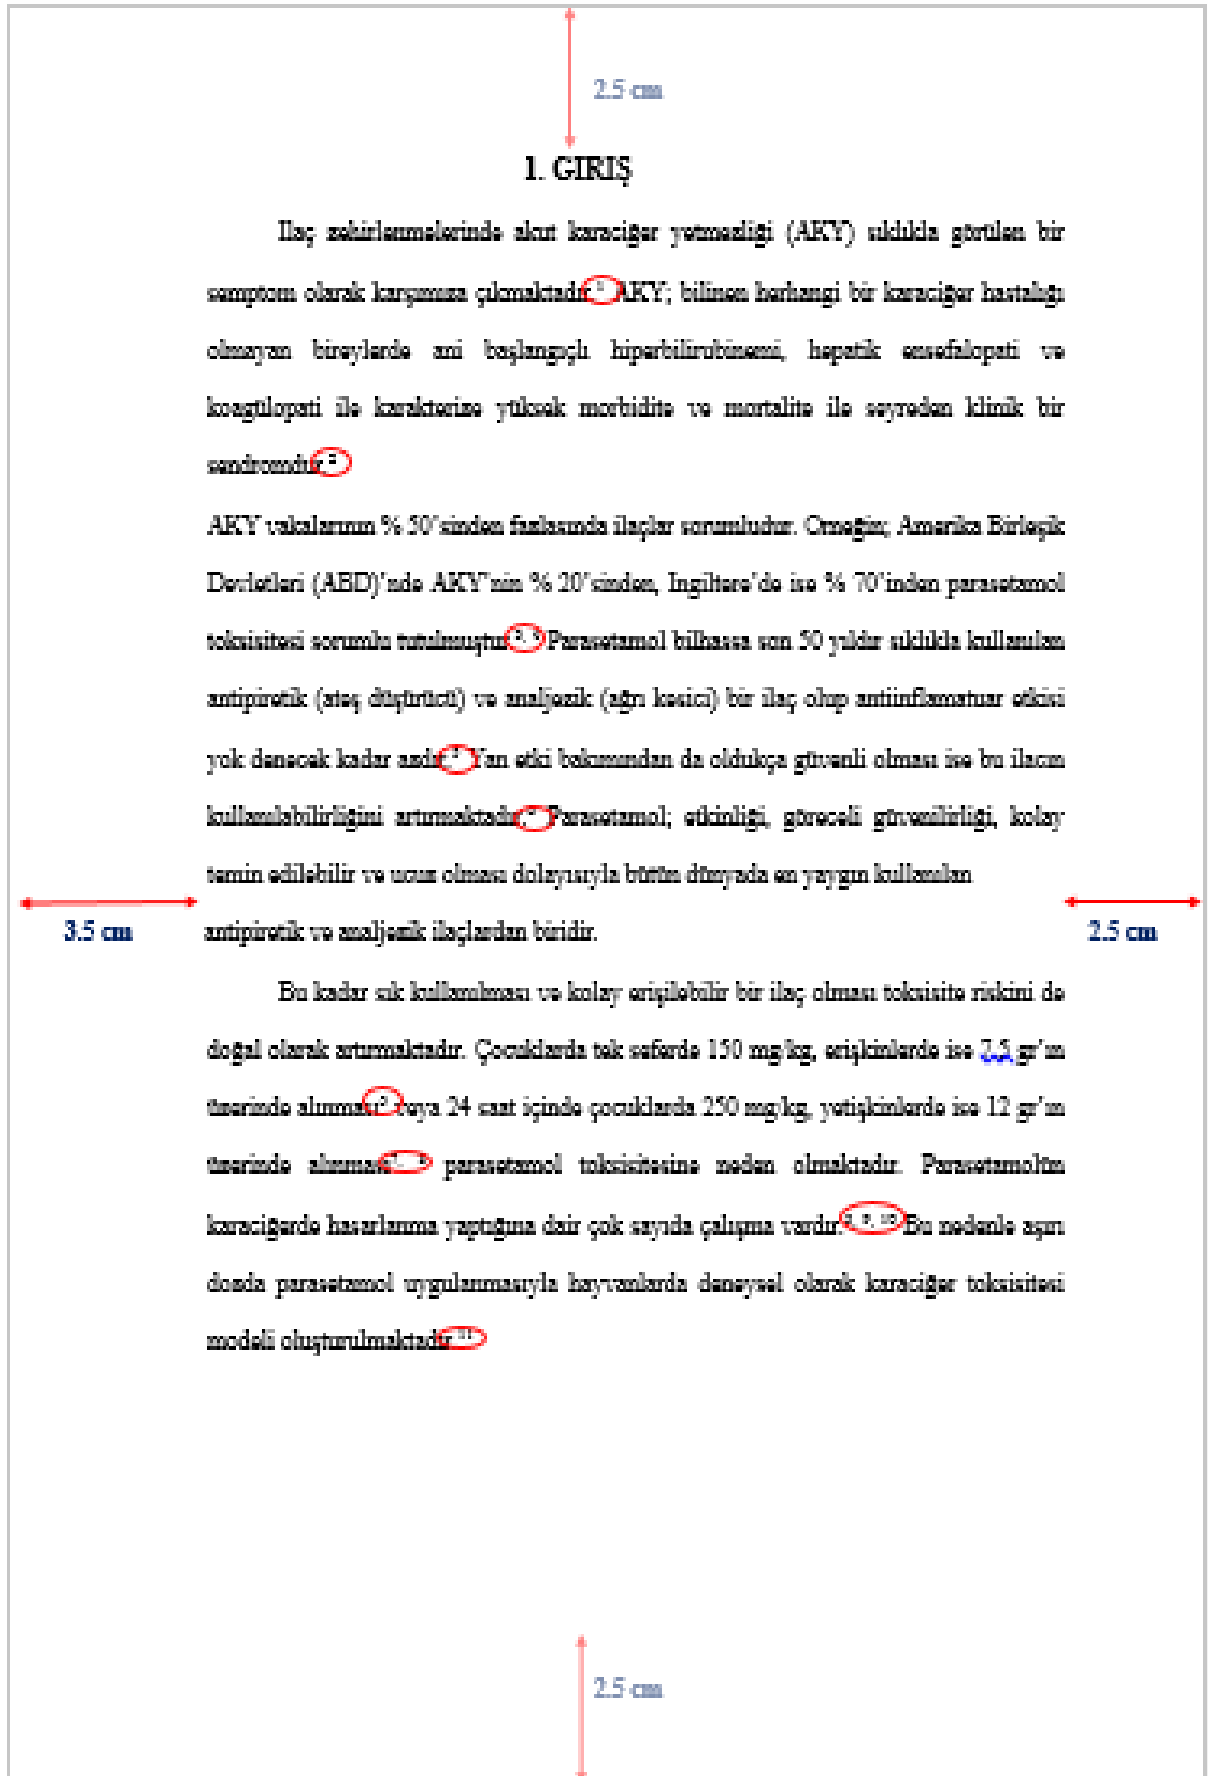 2.5 cm
1. GİRİŞ
İlaç zehirlenmelerinde akut karaciğer yetmezliği (AKY) sıklıkla görülen bir
semptom olarak karşımıza çıkmaktadır.¹ AKY; bilinen herhangi bir karaciğer hastalığı
olmayan bireylerde ani başlangıçlı hiperbilirubinemi, hepatik ensefalopati ve
koagülopati ile karakterize yüksek morbidite ve mortalite ile seyreden klinik bir
sendromdur.²
AKY vakalarının % 50'sinden fazlasında ilaçlar sorumludur. Örneğin; Amerika Birleşik
Devletleri (ABD)'nde AKY'nin % 20'sinden, İngiltere'de ise % 70'inden parasetamol
toksisitesi sorumlu tutulmuştur. Parasetamol bilhassa son 50 yıldır sıklıkla kullanılan
antipiretik (ateş düşürücü) ve analjezik (ağrı kesici) bir ilaç olup antiinflamatuar etkisi
yok denecek kadar azdır. Yan etki bakımından da oldukça güvenli olması ise bu ilacın
kullanılabilirliğini artırmaktadır. Parasetamol; etkinliği, göreceli güvenilirliği, kolay
temin edilebilir ve ucuz olması dolayısıyla bütün dünyada en yaygın kullanılan
3.5 cm antipiretik ve analjezik ilaçlardan biridir. 2.5 cm
Bu kadar sık kullanılması ve kolay erişilebilir bir ilaç olması toksisite riskini de
doğal olarak artırmaktadır. Çocuklarda tek seferde 150 mg/kg, erişkinlerde ise 7.5 gr'ın
üzerinde alınması veya 24 saat içinde çocuklarda 250 mg/kg, yetişkinlerde ise 12 gr'ın
üzerinde alınması parasetamol toksisitesine neden olmaktadır. Parasetamolün
karaciğerde hasarlanma yaptığına dair çok sayıda çalışma vardır. Bu nedenle aşırı
dozda parasetamol uygulanmasıyla hayvanlarda deneysel olarak karaciğer toksisitesi
modeli oluşturulmaktadır.¹¹
2.5 cm